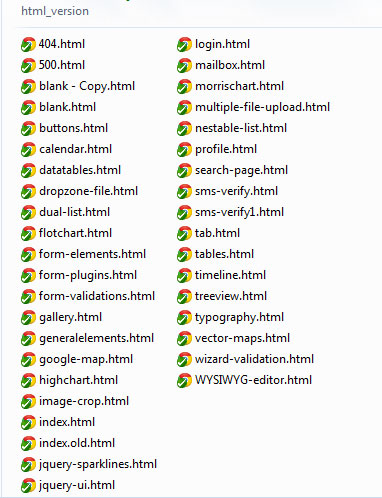 html_version
404.html
500.html
blank - Copy.html
blank.html
buttons.html
calendar.html
datatables.html
dropzone-file.html
dual-list.html
flotchart.html
form-elements.html
form-plugins.html
form-validations.html
gallery.html
generalelements.html
google-map.html
highchart.html
image-crop.html
index.html
index.old.html
jquery-sparklines.html
jquery-ui.html
login.html
mailbox.html
morrischart.html
multiple-file-upload.html
nestable-list.html
profile.html
search-page.html
sms-verify.html
sms-verify1.html
tab.html
tables.html
timeline.html
treeview.html
typography.html
vector-maps.html
wizard-validation.html
WYSIWYG-editor.html